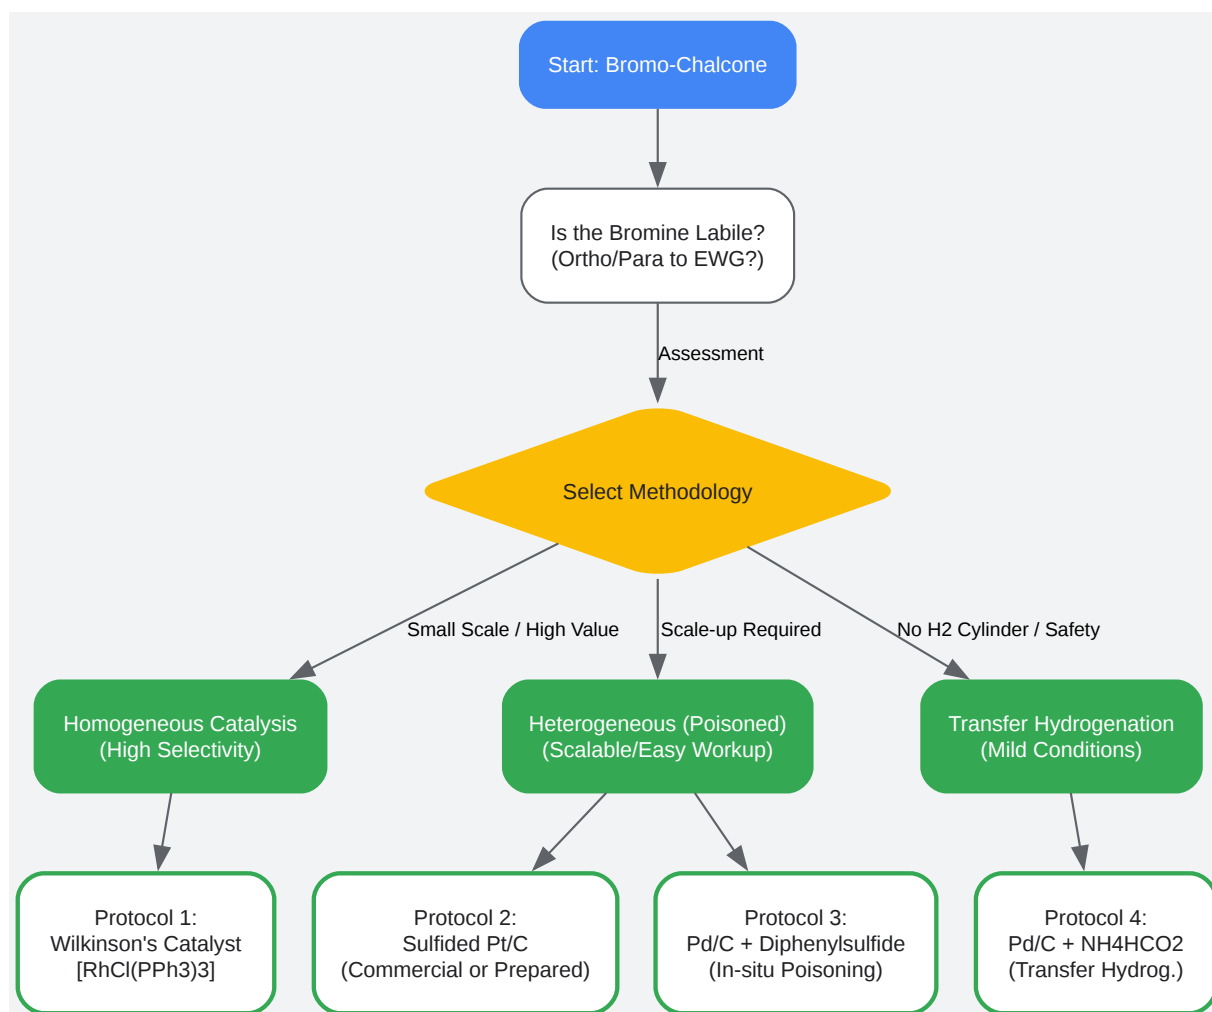 Start: Bromo-Chalcone
Is the Bromine Labile?
(Ortho/Para to EWG?)
Assessment
Select Methodology
Small Scale / High Value
Scale-up Required
No H2 Cylinder / Safety
Homogeneous Catalysis
(High Selectivity)
Heterogeneous (Poisoned)
(Scalable/Easy Workup)
Transfer Hydrogenation
(Mild Conditions)
Protocol 1:
Wilkinson's Catalyst
[RhCl(PPh3)3]
Protocol 2:
Sulfided Pt/C
(Commercial or Prepared)
Protocol 3:
Pd/C + Diphenylsulfide
(In-situ Poisoning)
Protocol 4:
Pd/C + NH4HCO2
(Transfer Hydrog.)